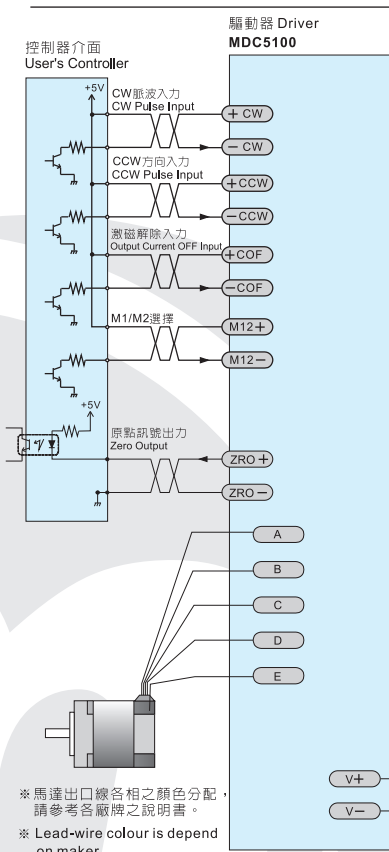 驅動器 Driver
MDC5100
控制器介面
User's Controller
+5V
CW脈波入力
CW Pulse Input
+ CW
- CW
CCW方向入力
CCW Pulse Input
+CCW
-CCW
激磁解除入力
Output Current OFF Input
+COF
-COF
M1/M2選擇
M12+
M12-
+5V
原點訊號出力
Zero Output
ZRO+
ZRO-
A
B
C
D
E
V+
V-
※馬達出口線各相之顏色分配，
請參考各廠牌之說明書。
※ Lead-wire colour is depend
on maker